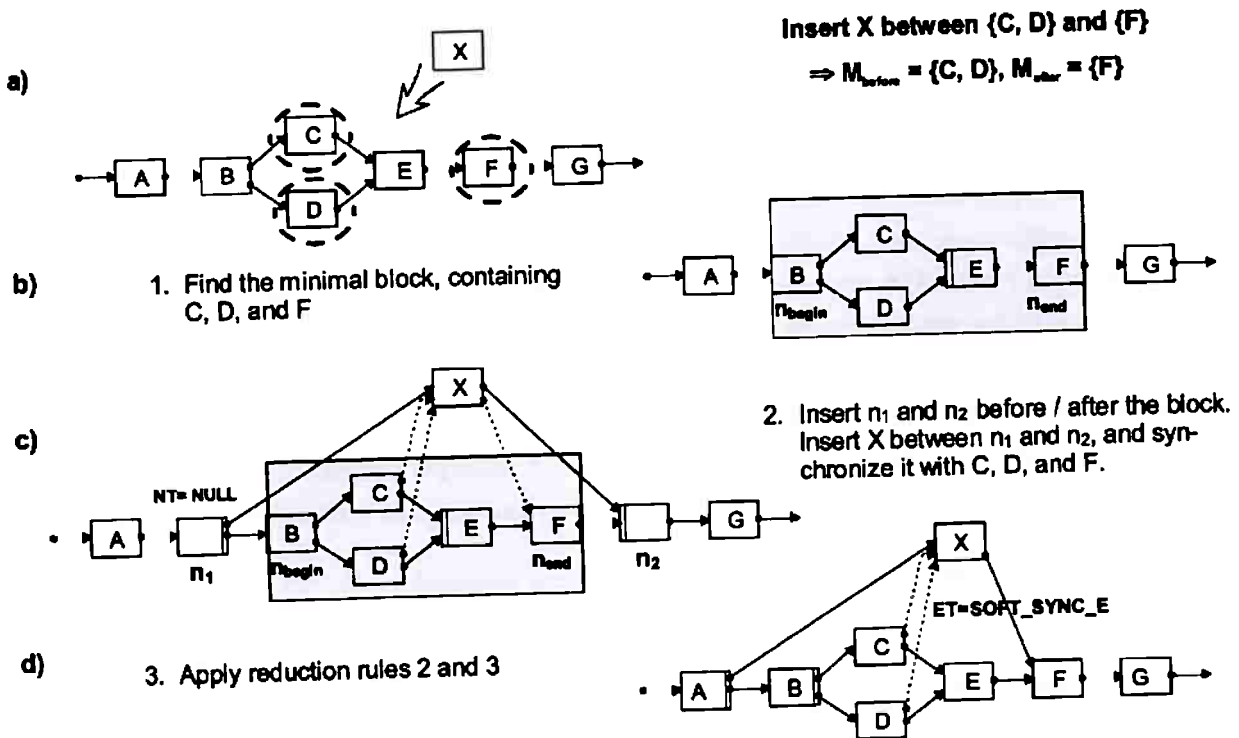 Insert X between {C, D} and {F}
⇒ M_before = {C, D}, M_after = {F}
a)
X
C
A
B
E
F
G
D
b)
1. Find the minimal block, containing
C, D, and F
C
A
B
E
F
G
n_begin
D
n_end
c)
X
2. Insert n₁ and n₂ before / after the block.
Insert X between n₁ and n₂, and syn-
chronize it with C, D, and F.
NT= NULL
C
A
B
E
F
G
n₁
n_begin
D
n_end
n₂
d)
3. Apply reduction rules 2 and 3
X
ET=SOFT_SYNC_E
C
A
B
E
F
G
D